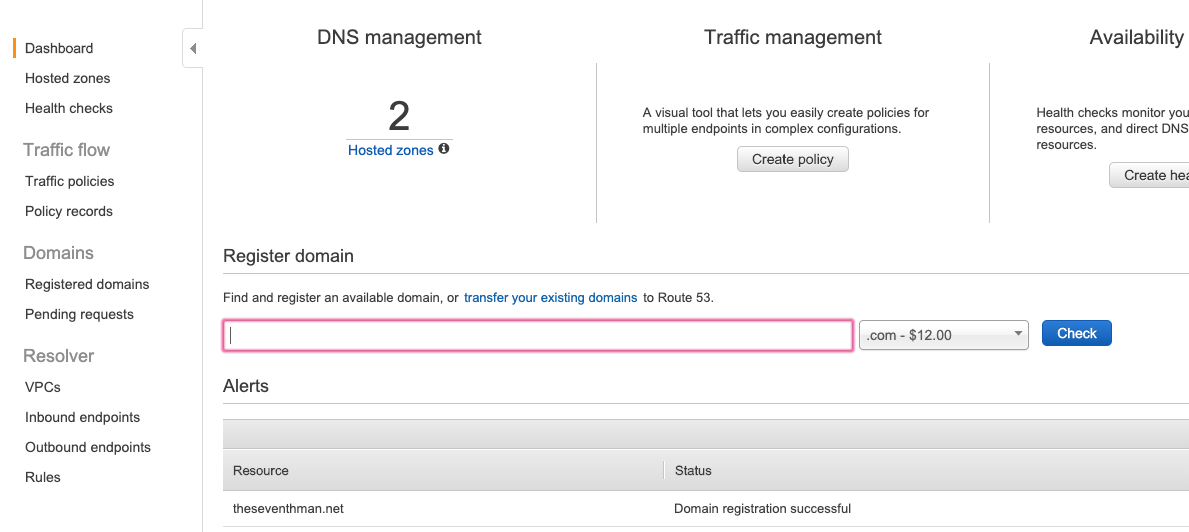 Dashboard
Hosted zones
Health checks
Traffic flow
Traffic policies
Policy records
Domains
Registered domains
Pending requests
Resolver
VPCs
Inbound endpoints
Outbound endpoints
Rules
DNS management
2
Hosted zones
Traffic management
A visual tool that lets you easily create policies for
multiple endpoints in complex configurations.
Create policy
Availability
Health checks monitor you
resources, and direct DNS
resources.
Create hea
Register domain
Find and register an available domain, or transfer your existing domains to Route 53.
.com - $12.00
Check
Alerts
Resource Status
theseventhman.net Domain registration successful